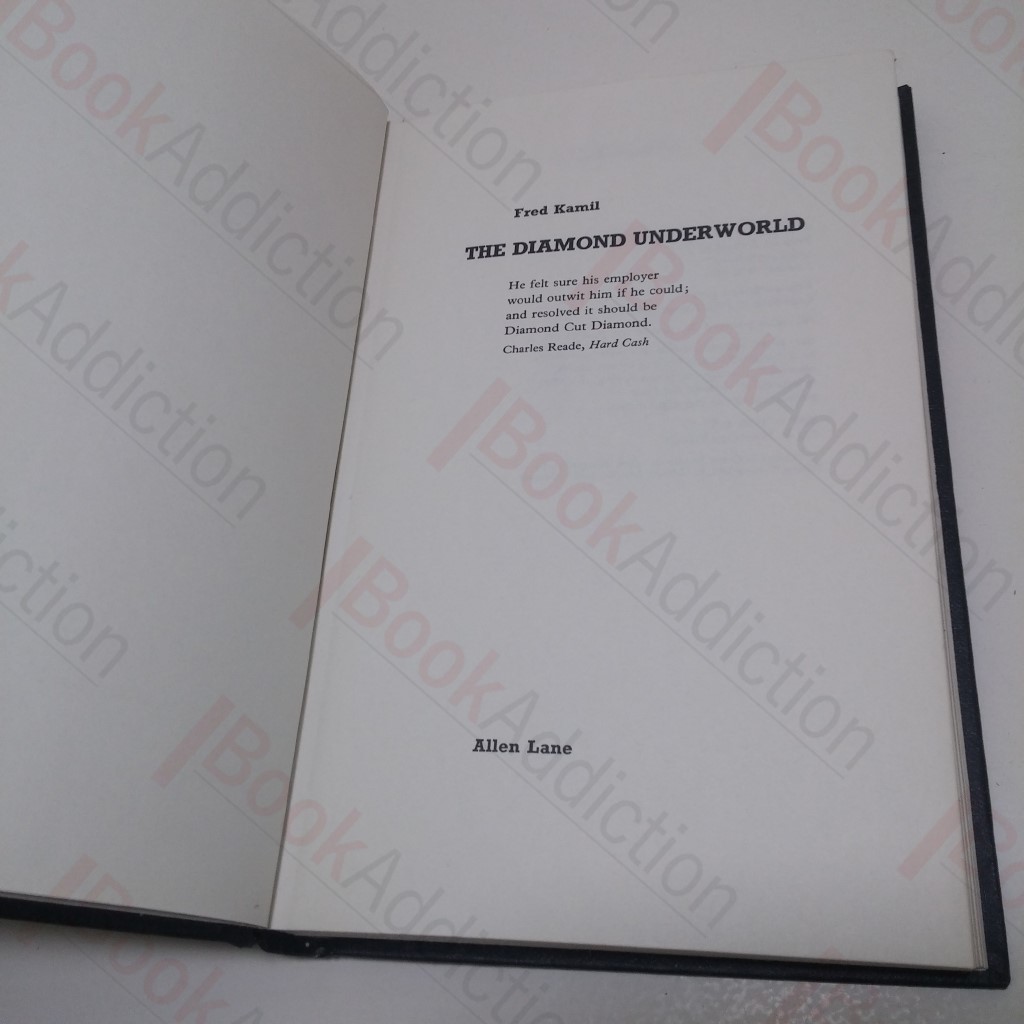 Fred Kamil
THE DIAMOND UNDERWORLD
He felt sure his employer
would outwit him if he could;
and resolved it should be
Diamond Cut Diamond.
Charles Reade, Hard Cash
Allen Lane
BookAddiction